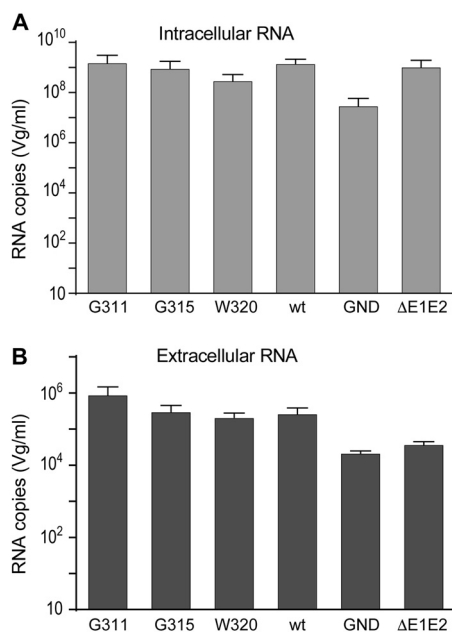 A
Intracellular RNA
RNA copies (Vg/ml)
10^10
10^8
10^6
10^4
10^2
10
G311 G315 W320 wt GND ΔE1E2
B
Extracellular RNA
RNA copies (Vg/ml)
10^6
10^4
10^2
10
G311 G315 W320 wt GND ΔE1E2